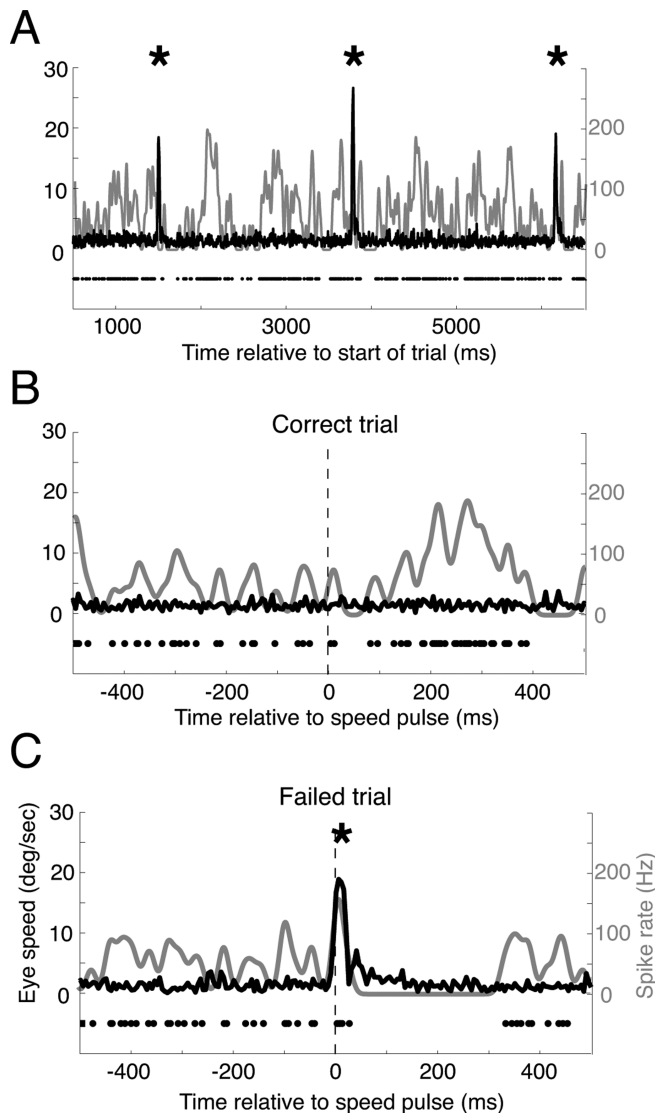 A
* * *
30
20
10
0
200
100
0
1000 3000 5000
Time relative to start of trial (ms)
B
Correct trial
30
20
10
0
200
100
0
-400 -200 0 200 400
Time relative to speed pulse (ms)
C
Failed trial
*
30
20
10
0
Eye speed (deg/sec)
200
100
0
Spike rate (Hz)
-400 -200 0 200 400
Time relative to speed pulse (ms)